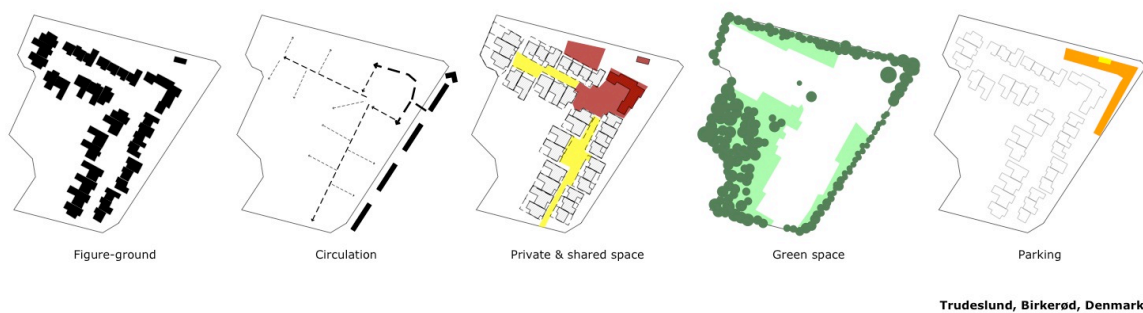 Figure-ground
Circulation
Private & shared space
Green space
Parking
Trudeslund, Birkerød, Denmark